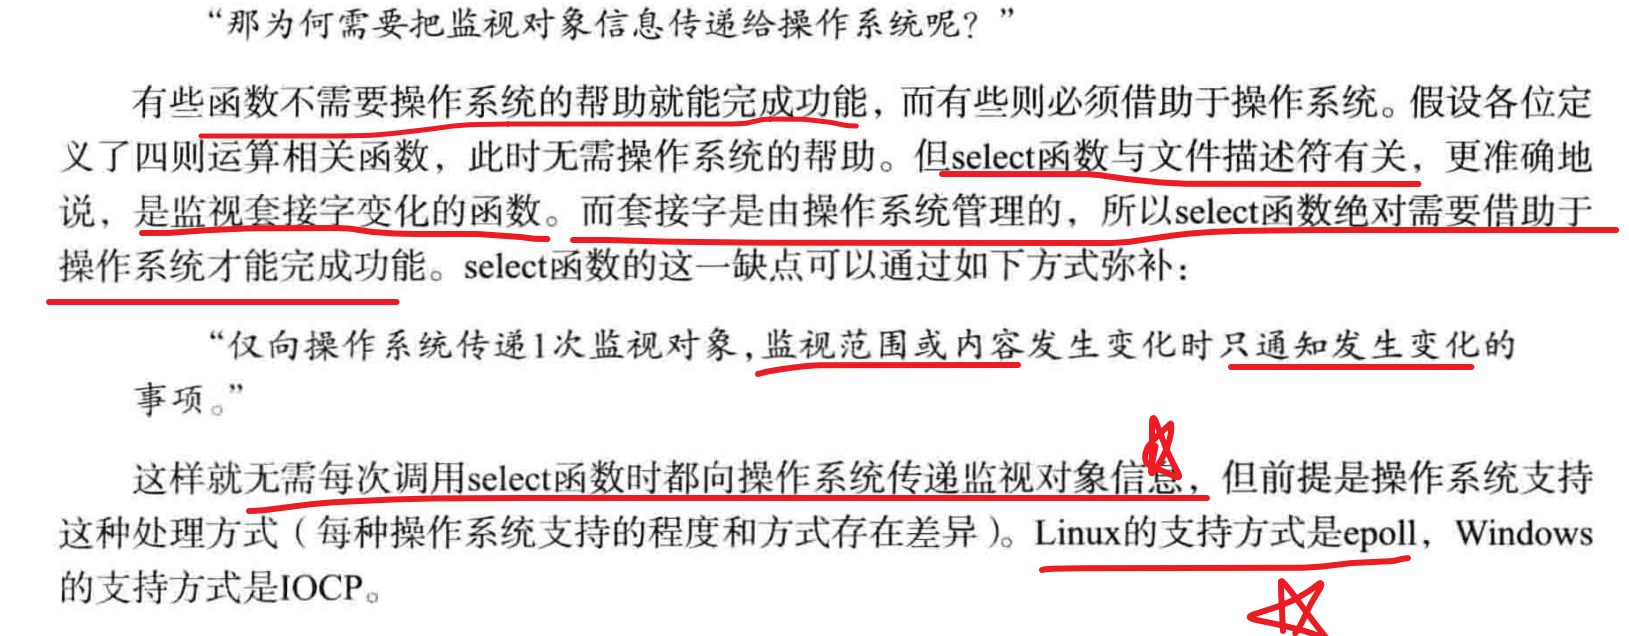 “那为何需要把监视对象信息传递给操作系统呢？”
有些函数不需要操作系统的帮助就能完成功能，而有些则必须借助于操作系统。假设各位定
义了四则运算相关函数，此时无需操作系统的帮助。但select函数与文件描述符有关，更准确地
说，是监视套接字变化的函数。而套接字是由操作系统管理的，所以select函数绝对需要借助于
操作系统才能完成功能。select函数的这一缺点可以通过如下方式弥补：
“仅向操作系统传递1次监视对象，监视范围或内容发生变化时只通知发生变化的
事项。”
这样就无需每次调用select函数时都向操作系统传递监视对象信息，但前提是操作系统支持
这种处理方式（每种操作系统支持的程度和方式存在差异）。Linux的支持方式是epoll，Windows
的支持方式是IOCP。